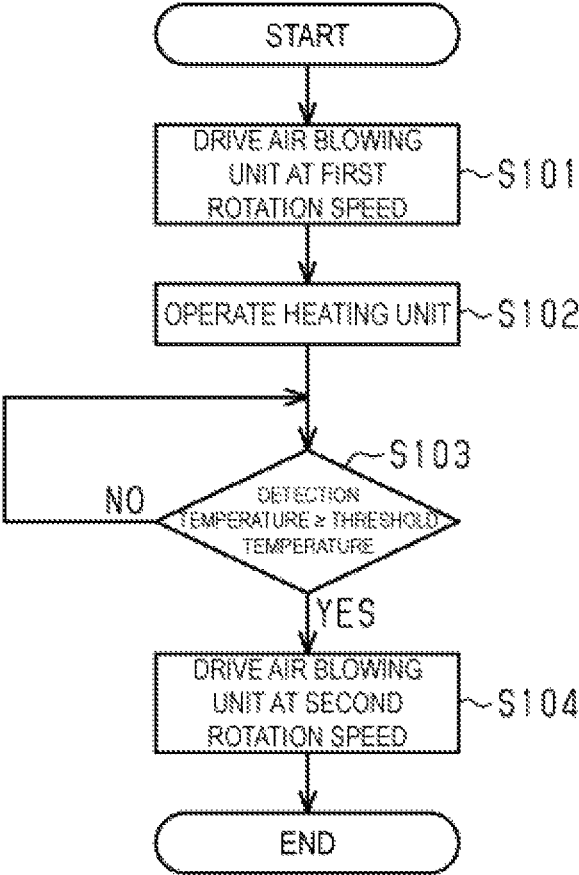 START
DRIVE AIR BLOWING
UNIT AT FIRST
ROTATION SPEED
S101
OPERATE HEATING UNIT
S102
S103
DETECTION
TEMPERATURE ≥ THRESHOLD
TEMPERATURE
NO
YES
DRIVE AIR BLOWING
UNIT AT SECOND
ROTATION SPEED
S104
END